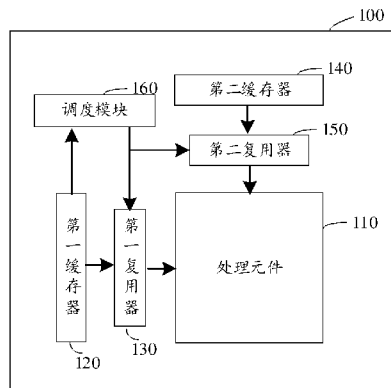 100
160
140
调度模块
第二缓存器
150
第二复用器
第一缓存器
第一复用器
处理元件
110
120
130